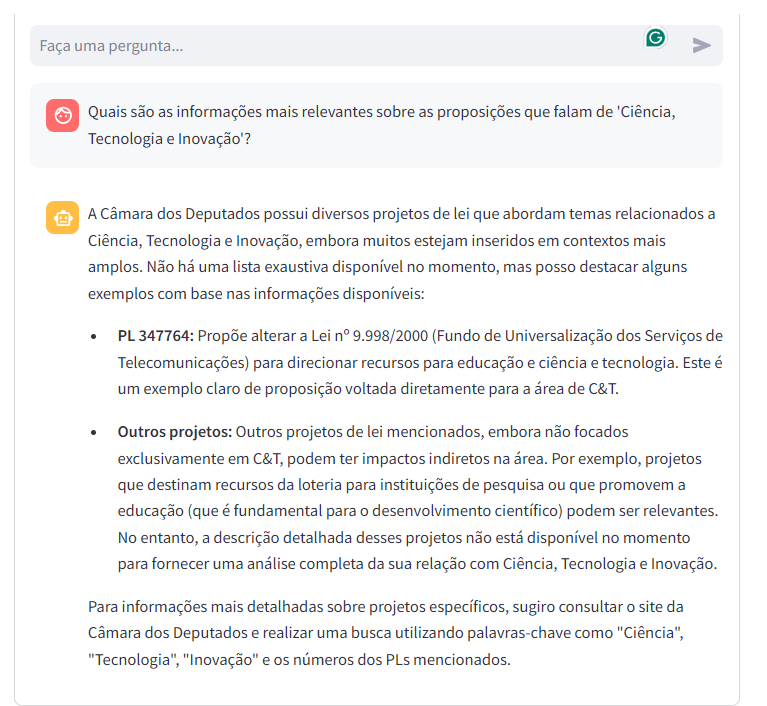 Faça uma pergunta...
Quais são as informações mais relevantes sobre as proposições que falam de 'Ciência,
Tecnologia e Inovação'?
A Câmara dos Deputados possui diversos projetos de lei que abordam temas relacionados a
Ciência, Tecnologia e Inovação, embora muitos estejam inseridos em contextos mais
amplos. Não há uma lista exaustiva disponível no momento, mas posso destacar alguns
exemplos com base nas informações disponíveis:
• PL 347764: Propõe alterar a Lei nº 9.998/2000 (Fundo de Universalização dos Serviços de
Telecomunicações) para direcionar recursos para educação e ciência e tecnologia. Este é
um exemplo claro de proposição voltada diretamente para a área de C&T.
• Outros projetos: Outros projetos de lei mencionados, embora não focados
exclusivamente em C&T, podem ter impactos indiretos na área. Por exemplo, projetos
que destinam recursos da loteria para instituições de pesquisa ou que promovem a
educação (que é fundamental para o desenvolvimento científico) podem ser relevantes.
No entanto, a descrição detalhada desses projetos não está disponível no momento
para fornecer uma análise completa da sua relação com Ciência, Tecnologia e Inovação.
Para informações mais detalhadas sobre projetos específicos, sugiro consultar o site da
Câmara dos Deputados e realizar uma busca utilizando palavras-chave como "Ciência",
"Tecnologia", "Inovação" e os números dos PLs mencionados.